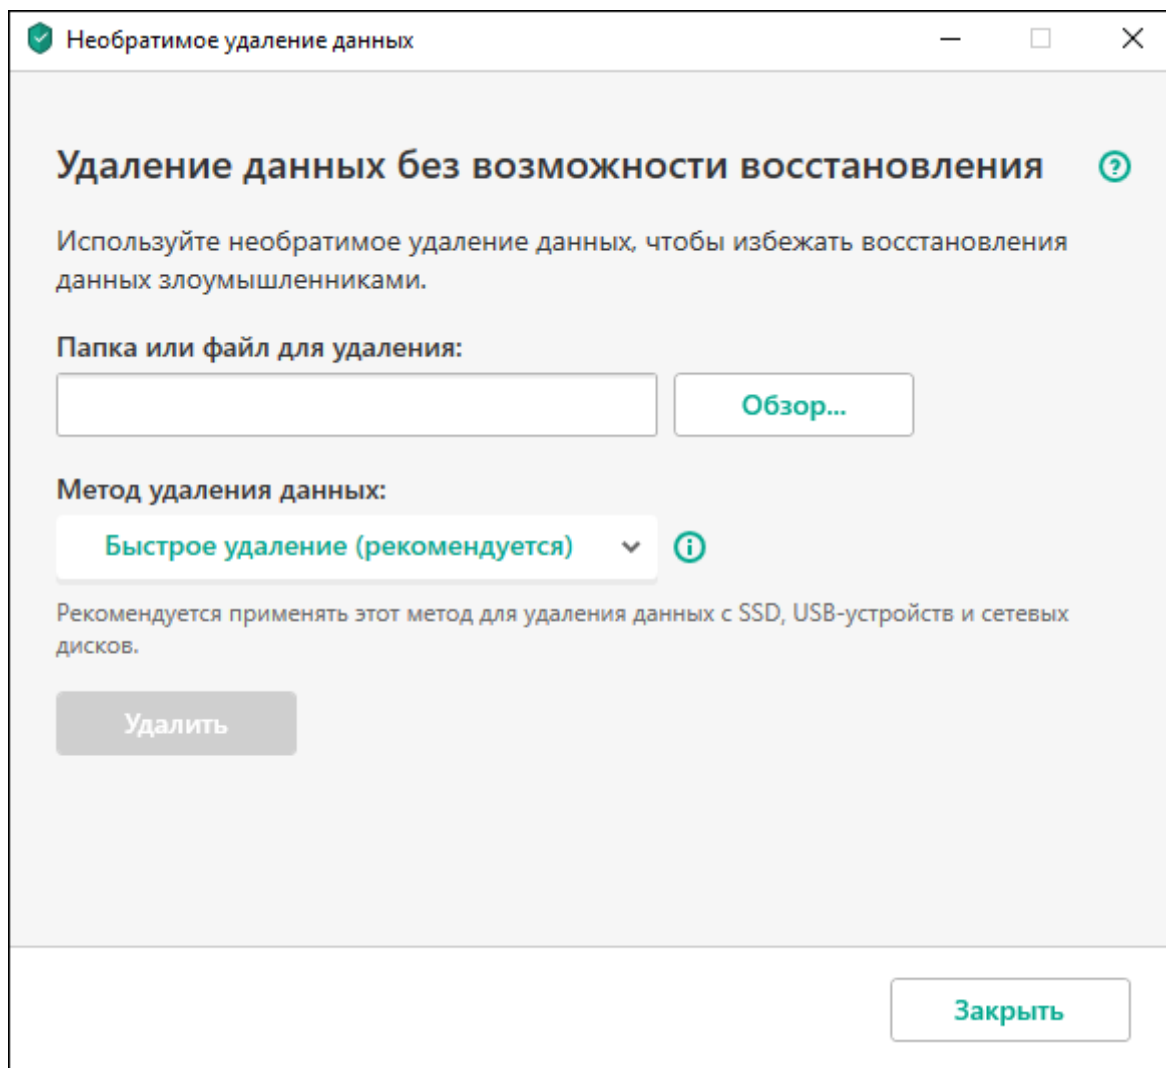 Необратимое удаление данных
Удаление данных без возможности восстановления
Используйте необратимое удаление данных, чтобы избежать восстановления
данных злоумышленниками.
Папка или файл для удаления:
Обзор...
Метод удаления данных:
Быстрое удаление (рекомендуется)
Рекомендуется применять этот метод для удаления данных с SSD, USB-устройств и сетевых
дисков.
Удалить
Закрыть